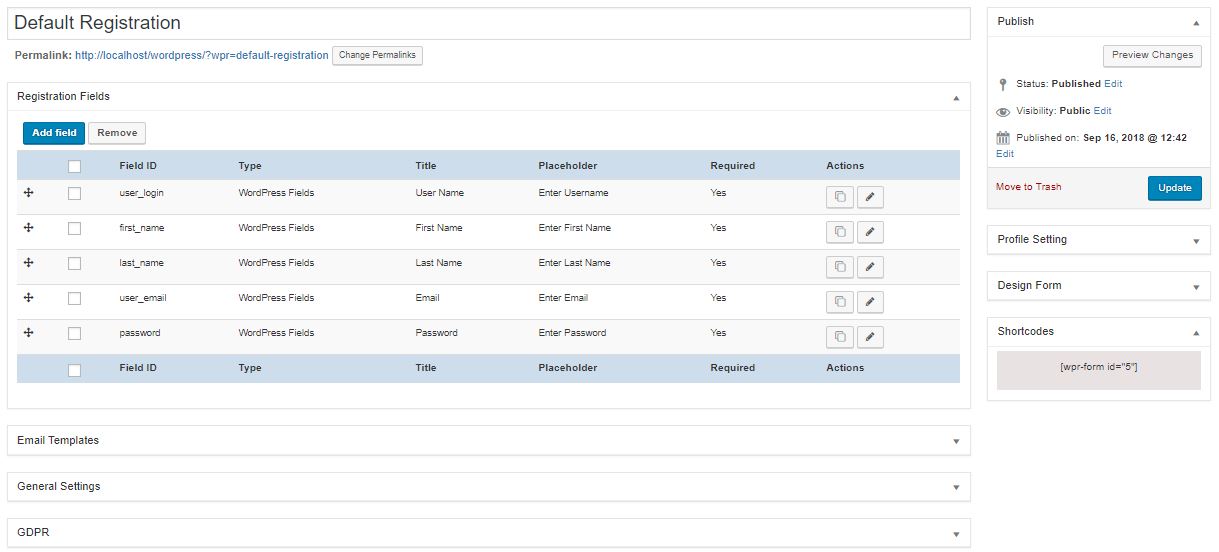 Default Registration
Permalink: http://localhost/wordpress/?wpr=default-registration Change Permalinks
Registration Fields
Add field Remove
Field ID Type Title Placeholder Required Actions
user_login WordPress Fields User Name Enter Username Yes
first_name WordPress Fields First Name Enter First Name Yes
last_name WordPress Fields Last Name Enter Last Name Yes
user_email WordPress Fields Email Enter Email Yes
password WordPress Fields Password Enter Password Yes
Field ID Type Title Placeholder Required Actions
Email Templates
General Settings
GDPR
Publish
Preview Changes
Status: Published Edit
Visibility: Public Edit
Published on: Sep 16, 2018 @ 12:42
Edit
Move to Trash Update
Profile Setting
Design Form
Shortcodes
[wpr-form id="5"]